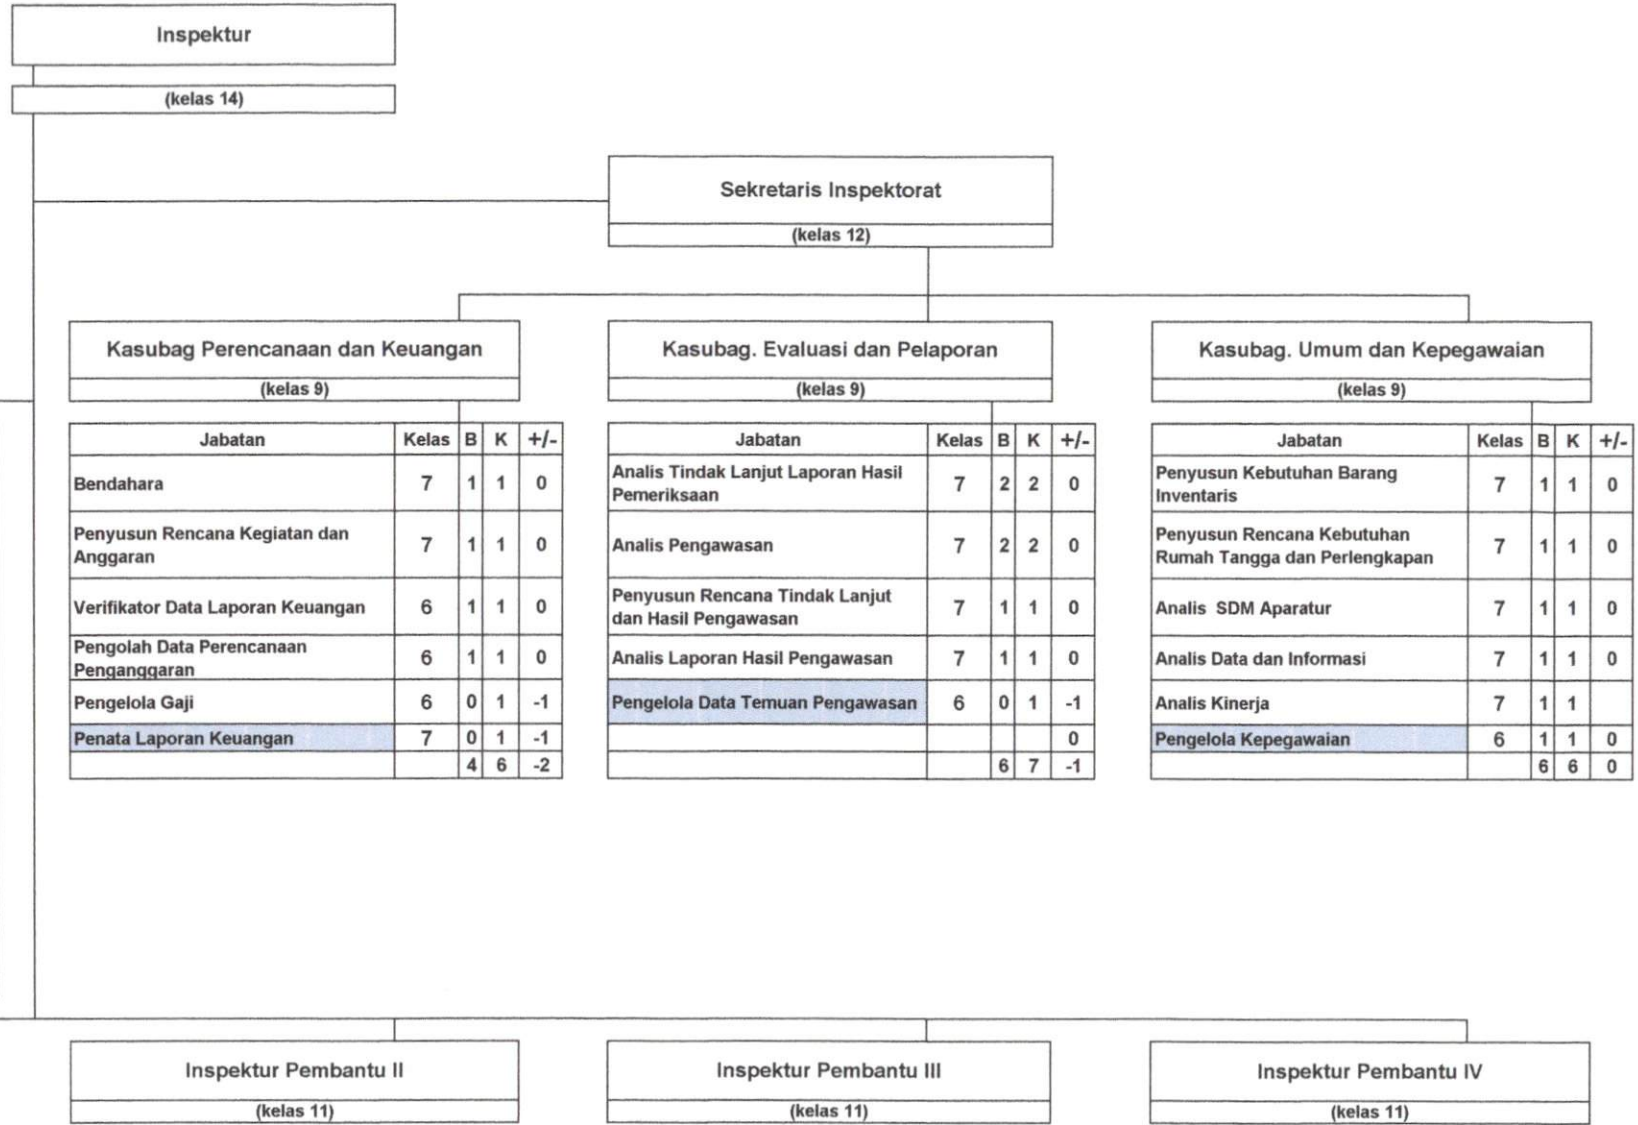 Inspektur
(kelas 14)
Sekretaris Inspektorat
(kelas 12)
Kasubag Perencanaan dan Keuangan
(kelas 9)
Jabatan Kelas B K +/-
Bendahara 7 1 1 0
Penyusun Rencana Kegiatan dan
Anggaran 7 1 1 0
Verifikator Data Laporan Keuangan 6 1 1 0
Pengolah Data Perencanaan
Penganggaran 6 1 1 0
Pengelola Gaji 6 0 1 -1
Penata Laporan Keuangan 7 0 1 -1
4 6 -2
Kasubag. Evaluasi dan Pelaporan
(kelas 9)
Jabatan Kelas B K +/-
Analis Tindak Lanjut Laporan Hasil
Pemeriksaan 7 2 2 0
Analis Pengawasan 7 2 2 0
Penyusun Rencana Tindak Lanjut
dan Hasil Pengawasan 7 1 1 0
Analis Laporan Hasil Pengawasan 7 1 1 0
Pengelola Data Temuan Pengawasan 6 0 1 -1
0
6 7 -1
Kasubag. Umum dan Kepegawaian
(kelas 9)
Jabatan Kelas B K +/-
Penyusun Kebutuhan Barang
Inventaris 7 1 1 0
Penyusun Rencana Kebutuhan
Rumah Tangga dan Perlengkapan 7 1 1 0
Analis SDM Aparatur 7 1 1 0
Analis Data dan Informasi 7 1 1 0
Analis Kinerja 7 1 1
Pengelola Kepegawaian 6 1 1 0
6 6 0
Inspektur Pembantu II
(kelas 11)
Inspektur Pembantu III
(kelas 11)
Inspektur Pembantu IV
(kelas 11)